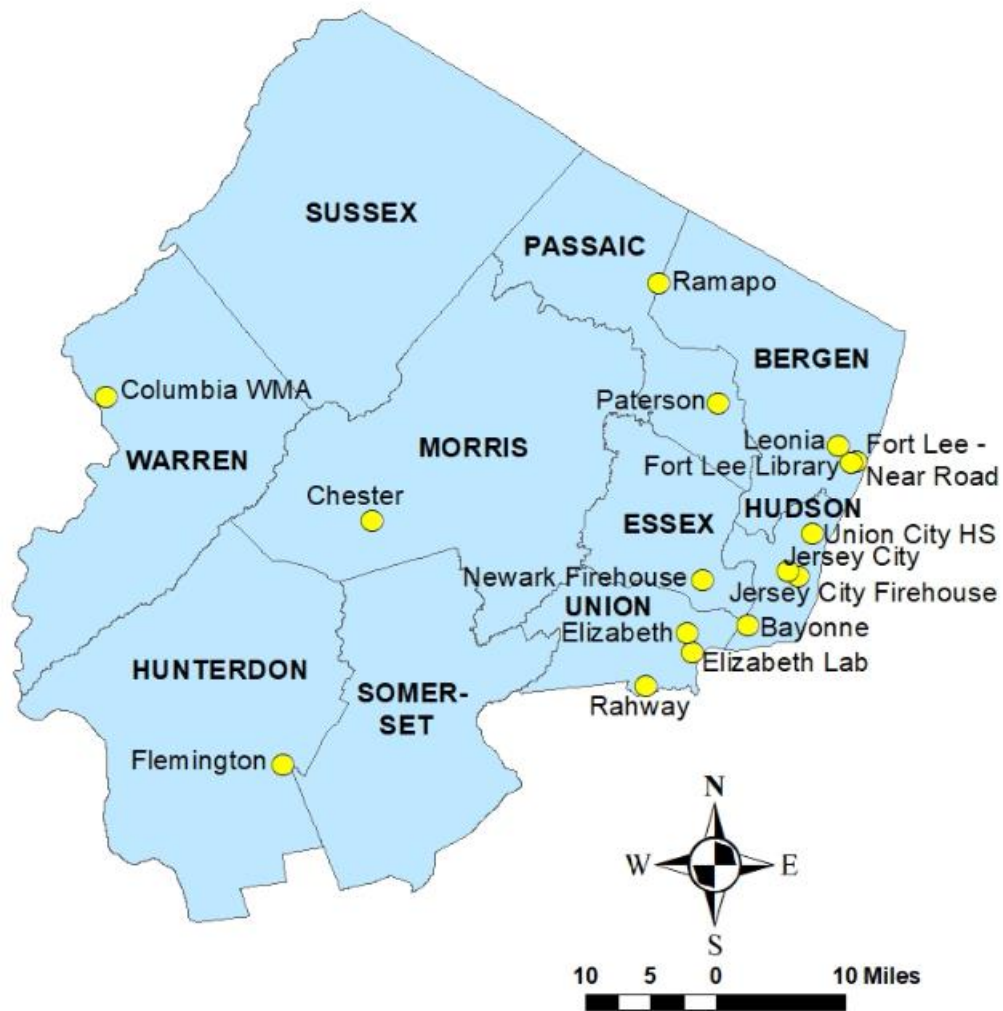 SUSSEX
PASSAIC
Ramapo
BERGEN
Columbia WMA
Paterson
WARREN
MORRIS
Leonia
Fort Lee -
Near Road
Fort Lee Library
Chester
ESSEX
HUDSON
Union City HS
Jersey City
Jersey City Firehouse
Newark Firehouse
UNION
Elizabeth
Bayonne
Elizabeth Lab
HUNTERDON
SOMER-
SET
Rahway
Flemington
N
W
E
S
10 5 0 10 Miles